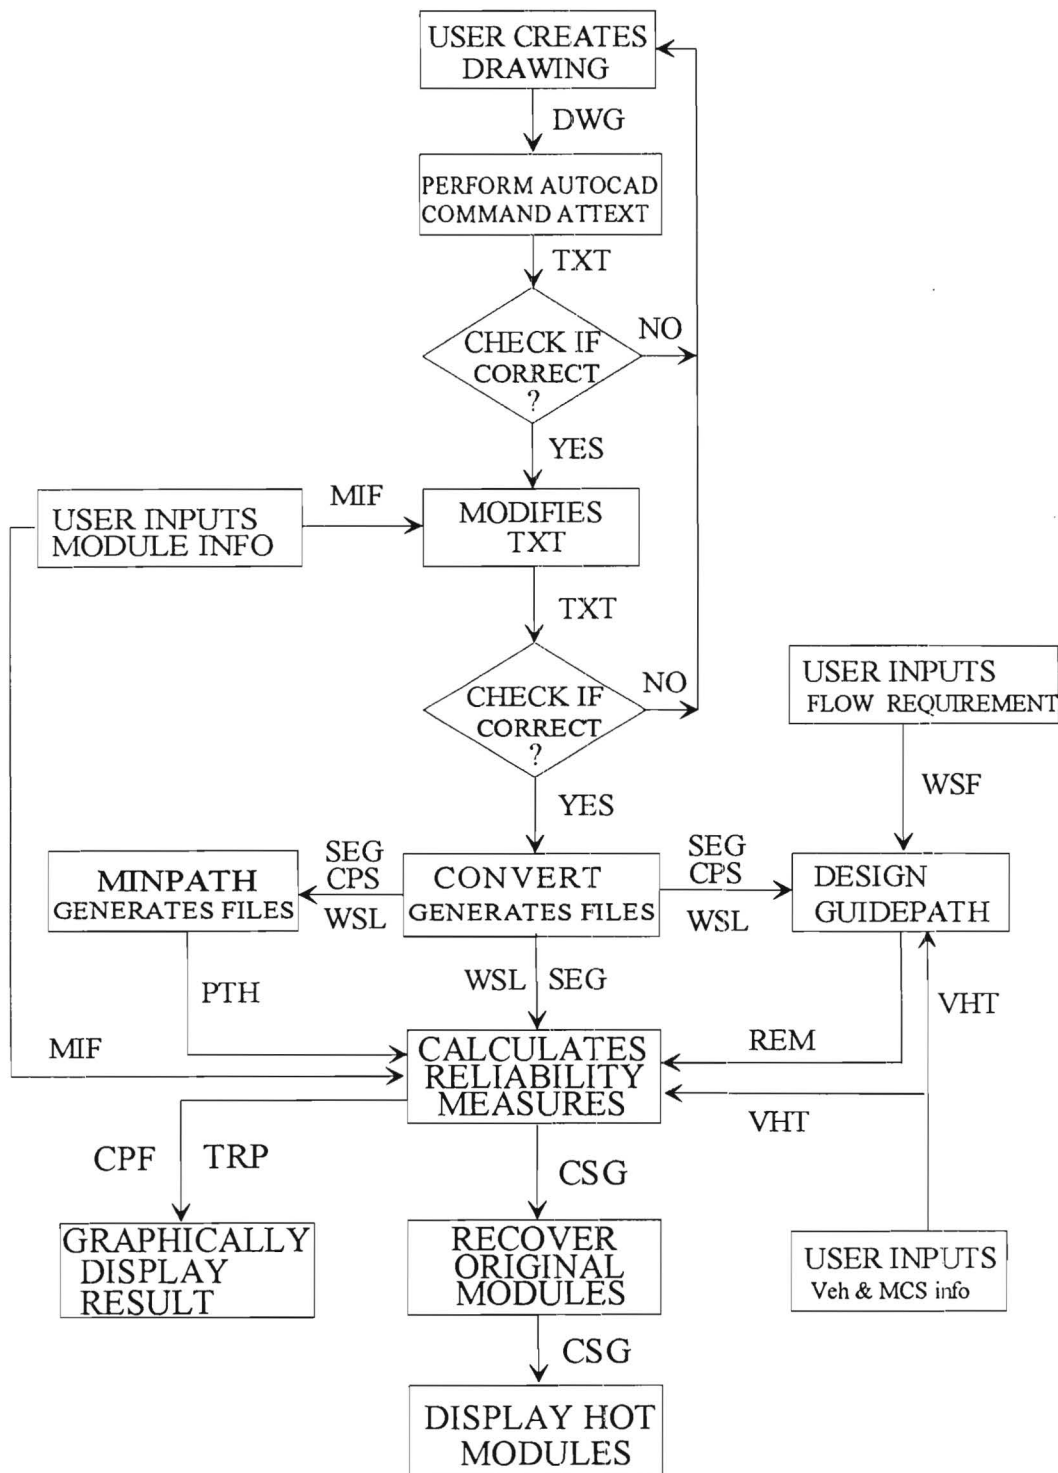 USER CREATES
DRAWING
DWG
PERFORM AUTOCAD
COMMAND ATTEXT
TXT
CHECK IF
CORRECT
?
NO
YES
USER INPUTS
MODULE INFO
MIF
MODIFIES
TXT
TXT
CHECK IF
CORRECT
?
NO
YES
USER INPUTS
FLOW REQUIREMENT
WSF
MINPATH
GENERATES FILES
SEG
CPS
WSL
CONVERT
GENERATES FILES
SEG
CPS
WSL
DESIGN
GUIDEPATH
PTH
WSL SEG
VHT
MIF
REM
CALCULATES
RELIABILITY
MEASURES
VHT
CPF TRP
CSG
GRAPHICALLY
DISPLAY
RESULT
RECOVER
ORIGINAL
MODULES
USER INPUTS
Veh & MCS info
CSG
DISPLAY HOT
MODULES